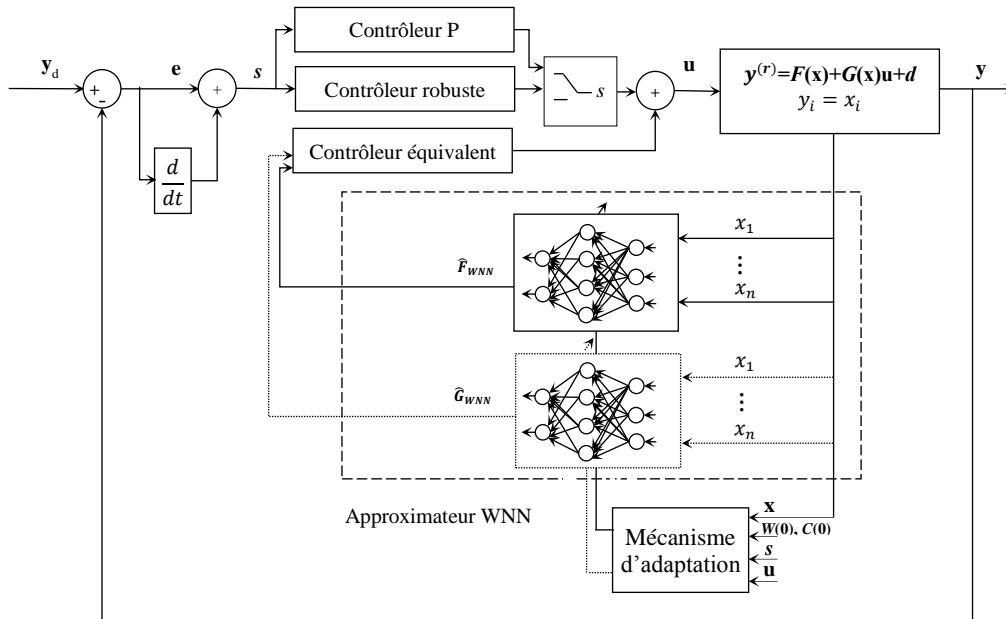 Contrôleur P
y_d
e
s
u
y
+
-
+
Contrôleur robuste
s
+
y^(r)=F(x)+G(x)u+d
y_i = x_i
d/dt
Contrôleur équivalent
x_1
F̂_WNN
⋮
x_n
x_1
Ĝ_WNN
⋮
x_n
Approximateur WNN
x
W(0), C(0)
Mécanisme
d'adaptation
s
u